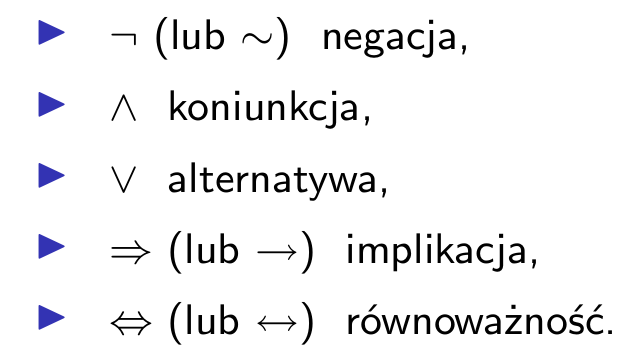 ¬ (lub ∼) negacja,
∧ koniunkcja,
∨ alternatywa,
⇒ (lub →) implikacja,
⇔ (lub ↔) równoważność.